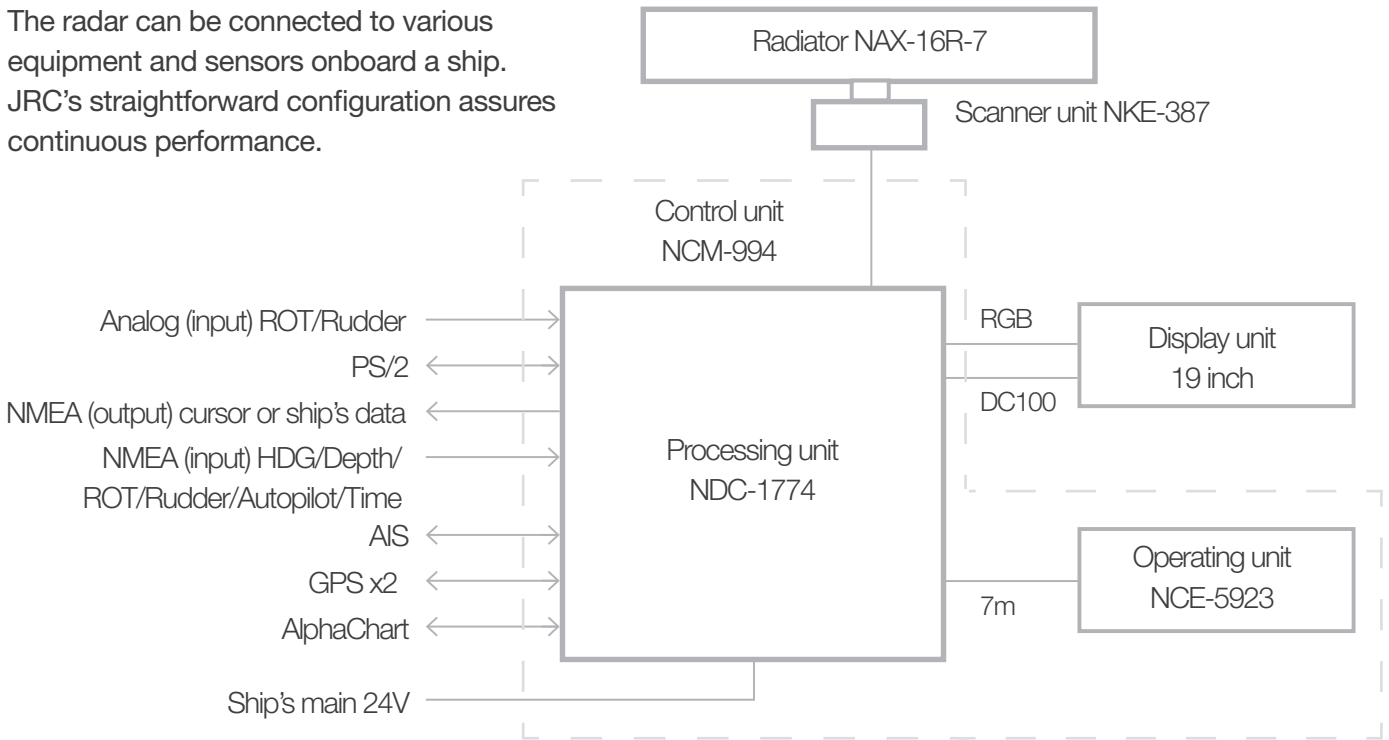 The radar can be connected to various
equipment and sensors onboard a ship.
JRC's straightforward configuration assures
continuous performance.
Radiator NAX-16R-7
Scanner unit NKE-387
Control unit
NCM-994
Analog (input) ROT/Rudder
PS/2
NMEA (output) cursor or ship's data
NMEA (input) HDG/Depth/
ROT/Rudder/Autopilot/Time
AIS
GPS x2
AlphaChart
Ship's main 24V
Processing unit
NDC-1774
RGB
DC100
Display unit
19 inch
7m
Operating unit
NCE-5923